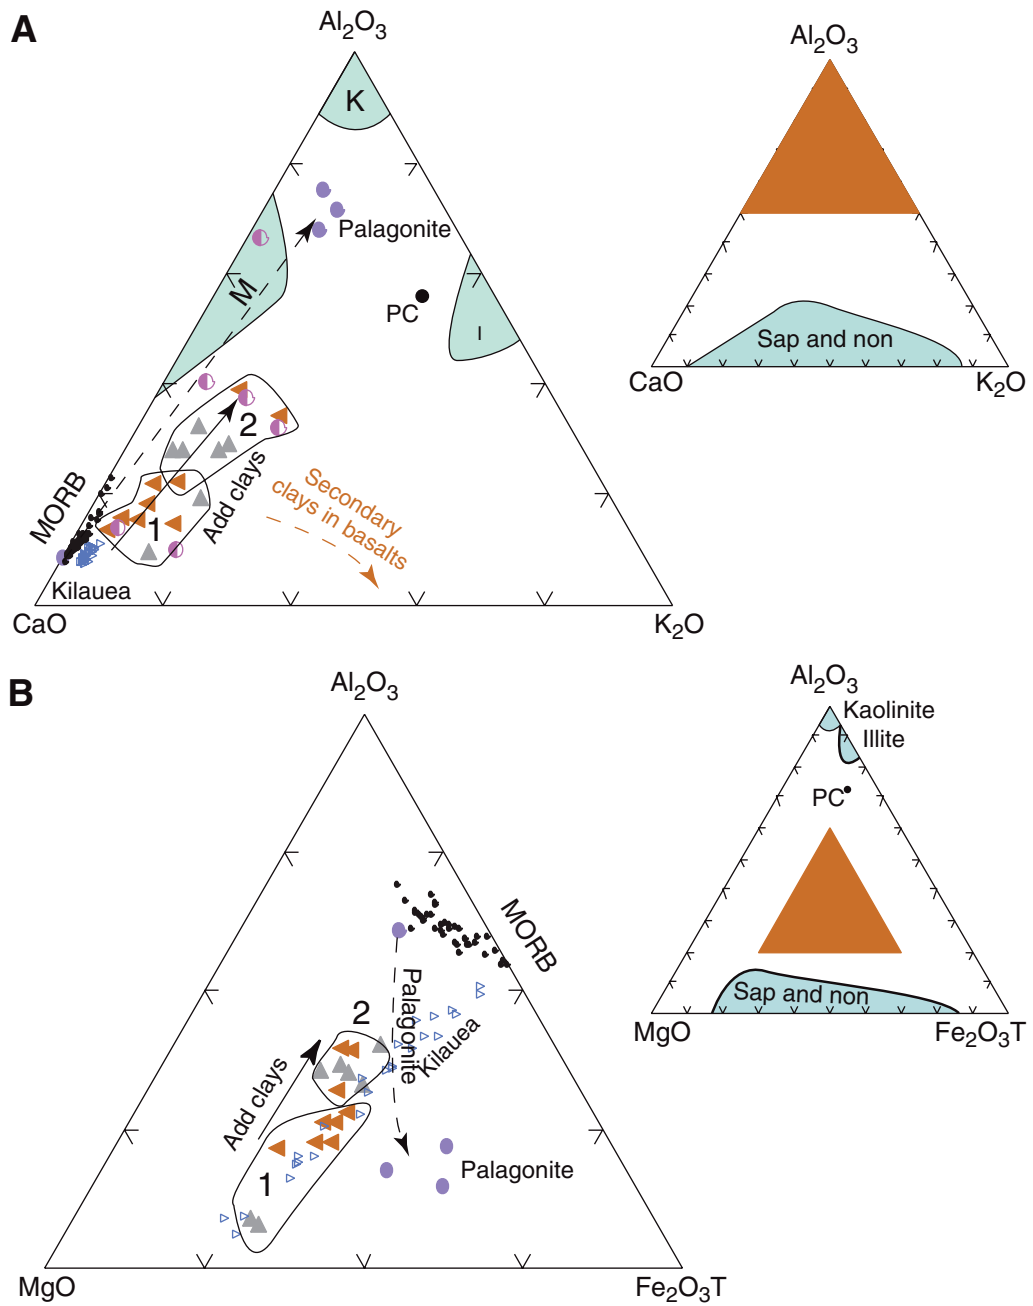 A
Al₂O₃
K
Palagonite
M
PC
I
2
MORB
1
Add clays
Secondary
clays in basalts
Kilauea
CaO
K₂O
Al₂O₃
Sap and non
CaO
K₂O
B
Al₂O₃
MORB
Palagonite
2
Kilauea
Add clays
1
Palagonite
MgO
Fe₂O₃T
Al₂O₃
Kaolinite
Illite
PC
Sap and non
MgO
Fe₂O₃T